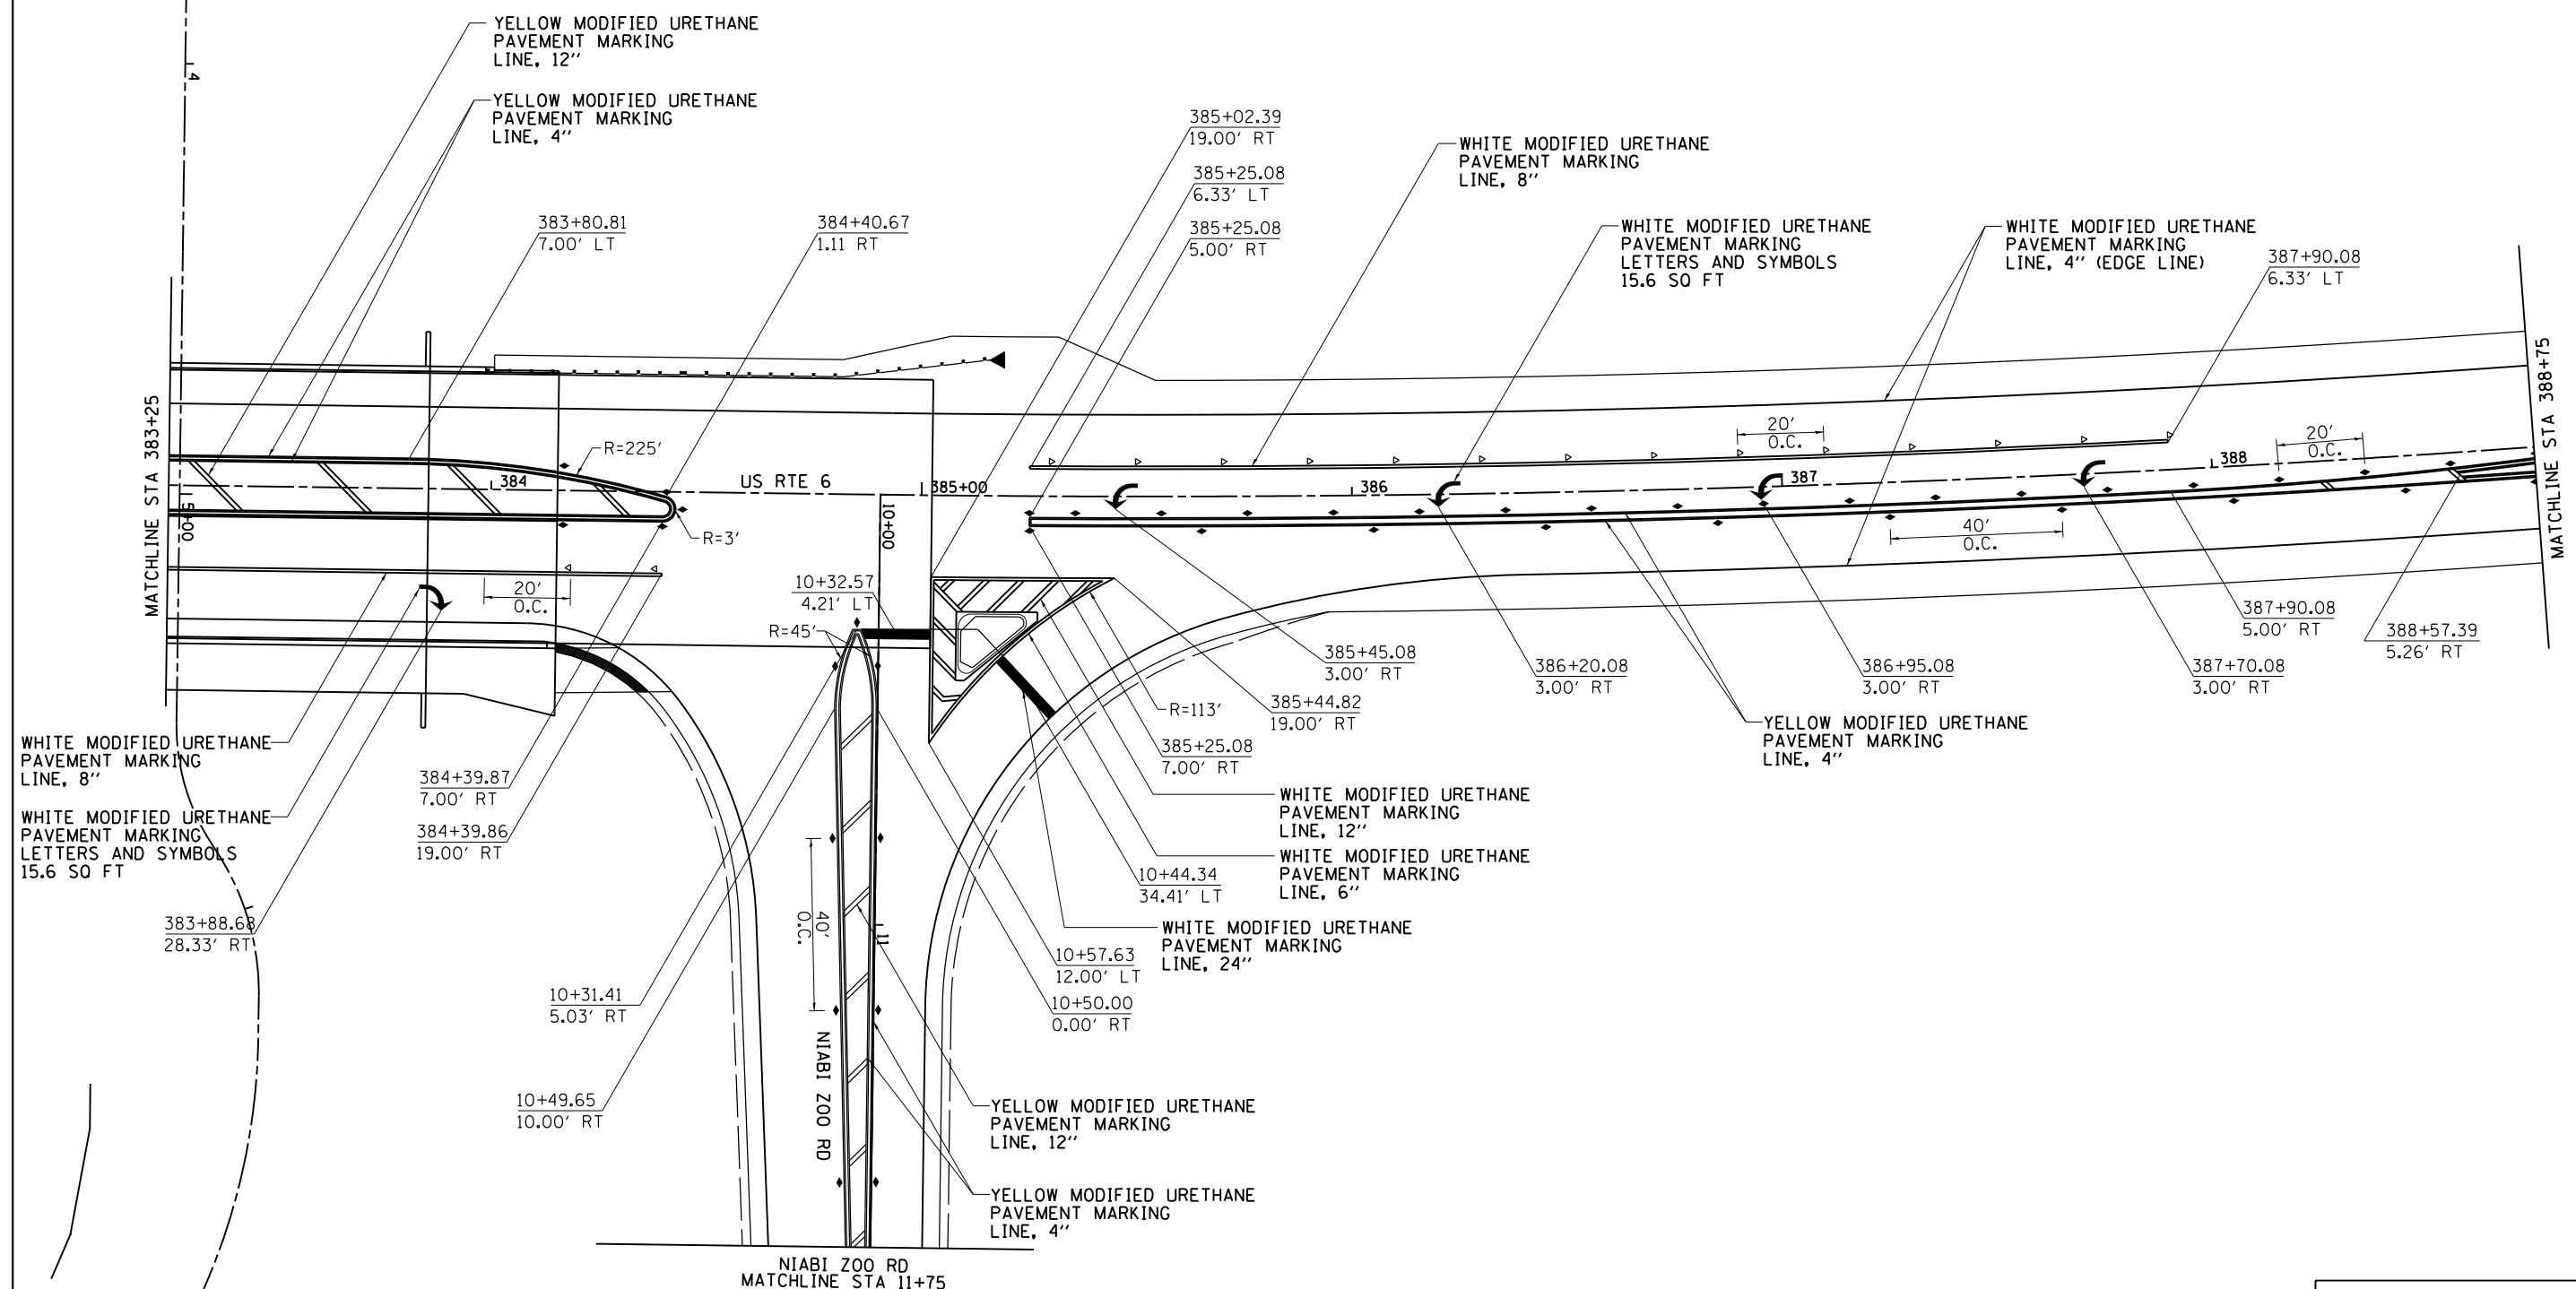 YELLOW MODIFIED URETHANE
PAVEMENT MARKING
LINE, 12''
4
YELLOW MODIFIED URETHANE
PAVEMENT MARKING
LINE, 4''
385+02.39
19.00' RT
WHITE MODIFIED URETHANE
PAVEMENT MARKING
LINE, 8''
385+25.08
6.33' LT
383+80.81
7.00' LT
384+40.67
1.11 RT
385+25.08
5.00' RT
WHITE MODIFIED URETHANE
PAVEMENT MARKING
LETTERS AND SYMBOLS
15.6 SQ FT
WHITE MODIFIED URETHANE
PAVEMENT MARKING
LINE, 4'' (EDGE LINE)
387+90.08
6.33' LT
MATCHLINE STA 383+25
MATCHLINE STA 388+75
20'
O.C.
20'
O.C.
R=225'
384
US RTE 6
385+00
386
387
388
5+00
10+00
R=3'
40'
O.C.
20'
O.C.
10+32.57
4.21' LT
R=45'
387+90.08
5.00' RT
388+57.39
5.26' RT
385+45.08
3.00' RT
386+20.08
3.00' RT
386+95.08
3.00' RT
387+70.08
3.00' RT
385+44.82
19.00' RT
R=113'
YELLOW MODIFIED URETHANE
PAVEMENT MARKING
LINE, 4''
385+25.08
7.00' RT
WHITE MODIFIED URETHANE
PAVEMENT MARKING
LINE, 8''
384+39.87
7.00' RT
WHITE MODIFIED URETHANE
PAVEMENT MARKING
LINE, 12''
WHITE MODIFIED URETHANE
PAVEMENT MARKING
LETTERS AND SYMBOLS
15.6 SQ FT
384+39.86
19.00' RT
WHITE MODIFIED URETHANE
PAVEMENT MARKING
LINE, 6''
10+44.34
34.41' LT
383+88.68
28.33' RT
40'
O.C.
11
WHITE MODIFIED URETHANE
PAVEMENT MARKING
LINE, 24''
10+57.63
12.00' LT
10+31.41
5.03' RT
10+50.00
0.00' RT
NIABI ZOO RD
10+49.65
10.00' RT
YELLOW MODIFIED URETHANE
PAVEMENT MARKING
LINE, 12''
YELLOW MODIFIED URETHANE
PAVEMENT MARKING
LINE, 4''
NIABI ZOO RD
MATCHLINE STA 11+75